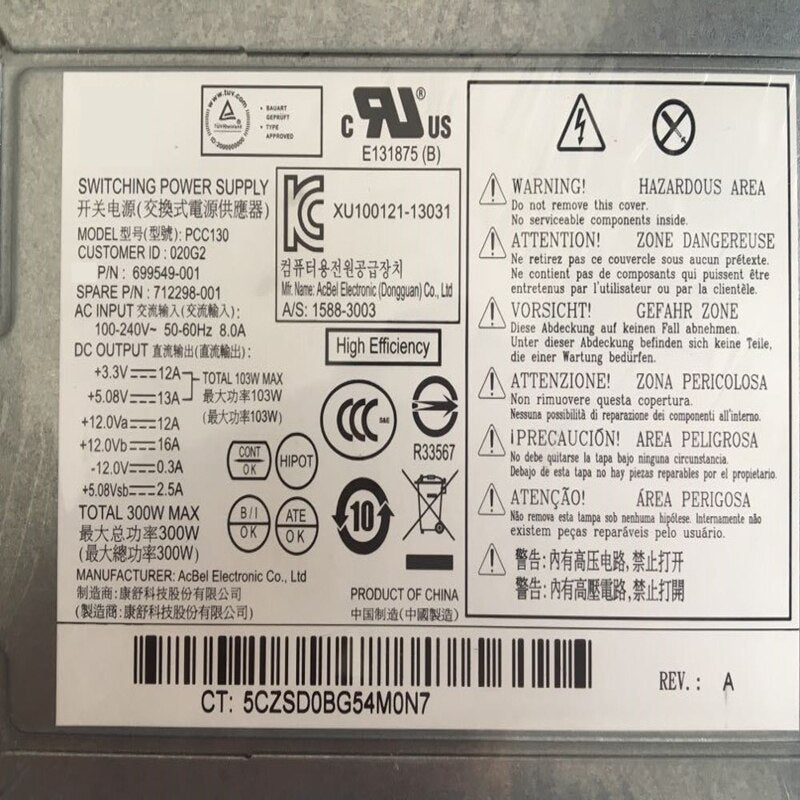 www.tuv.com
TÜVRheinland
BAUART
GEPRÜFT
TYPE
APPROVED
C US ®
E131875 (B)
SWITCHING POWER SUPPLY
开关电源(交換式電源供應器)
MODEL 型号(型號): PCC130
CUSTOMER ID : 020G2
P/N : 699549-001
SPARE P/N : 712298-001
AC INPUT 交流输入(交流輸入):
100-240V~ 50-60Hz 8.0A
DC OUTPUT 直流输出(直流輸出):
+3.3V 12A
+5.08V 13A
TOTAL 103W MAX
最大功率103W
(最大功率103W)
+12.0Va 12A
+12.0Vb 16A
-12.0V 0.3A
+5.08Vsb 2.5A
TOTAL 300W MAX
最大总功率300W
(最大總功率300W)
MANUFACTURER: AcBel Electronic Co., Ltd
制造商: 康舒科技股份有限公司
(製造商: 康舒科技股份有限公司)
XU100121-13031
컴퓨터용전원공급장치
Mfr. Name: AcBel Electronic (Dongguan) Co., Ltd
A/S: 1588-3003
High Efficiency
CCC S&E
R33567
CONT
OK
HIPOT
B/I
OK
ATE
OK
10
PRODUCT OF CHINA
中国制造(中國製造)
WARNING! HAZARDOUS AREA
Do not remove this cover.
No serviceable components inside.
ATTENTION! ZONE DANGEREUSE
Ne retirez pas ce couvercle sous aucun prétexte.
Ne contient pas de composants qui puissent être
entretenus par l'utilisateur ou par la clientèle.
VORSICHT! GEFAHR ZONE
Diese Abdeckung auf keinen Fall abnehmen.
Unter dieser Abdeckung befinden sich keine Teile,
die einer Wartung bedürfen.
ATTENZIONE! ZONA PERICOLOSA
Non rimuovere questa copertura.
Nessuna possibilità di reparazione dei componenti all'interno.
¡PRECAUCIÓN! AREA PELIGROSA
No debe quitarse la tapa bajo ninguna circunstancia.
Debajo de esta tapa no hay piezas reparables por el propietario.
ATENÇÃO! ÁREA PERIGOSA
Não remova esta tampa sob nenhuma hipótese. Internamente não
existem peças reparáveis pelo usuário.
警告: 內有高压电路, 禁止打开
警告: 內有高壓電路, 禁止打開
CT: 5CZSD0BG54M0N7
REV. : A